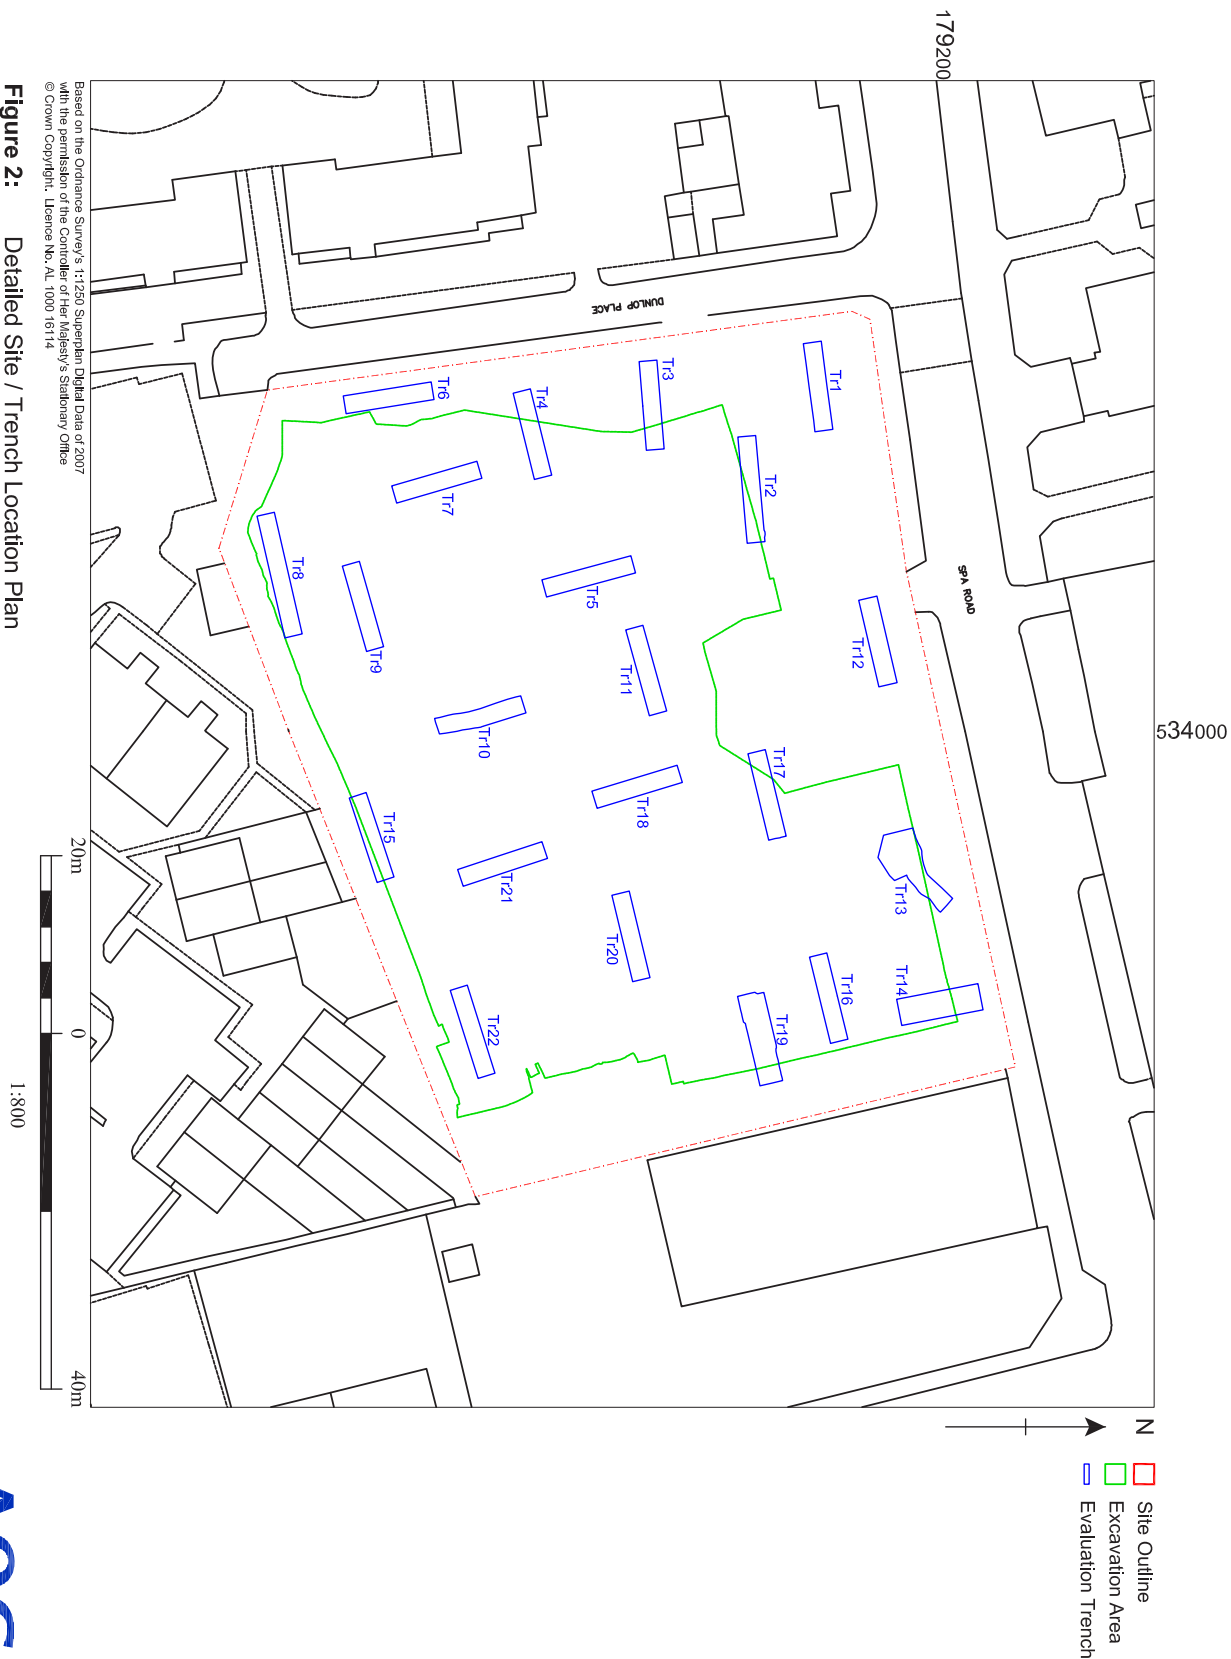 179200
534000
DUNLOP PLACE
SPA ROAD
Tr1
Tr2
Tr3
Tr4
Tr6
Tr7
Tr5
Tr8
Tr9
Tr11
Tr12
Tr10
Tr17
Tr18
Tr15
Tr21
Tr13
Tr20
Tr14
Tr16
Tr19
Tr22
N
Site Outline
Excavation Area
Evaluation Trench
20m
0
40m
1:800
Based on the Ordnance Survey's 1:1250 Superplan Digital Data of 2007
with the permission of the Controller of Her Majesty's Stationary Office
© Crown Copyright. Licence No. AL 1000 16114
Figure 2: Detailed Site / Trench Location Plan